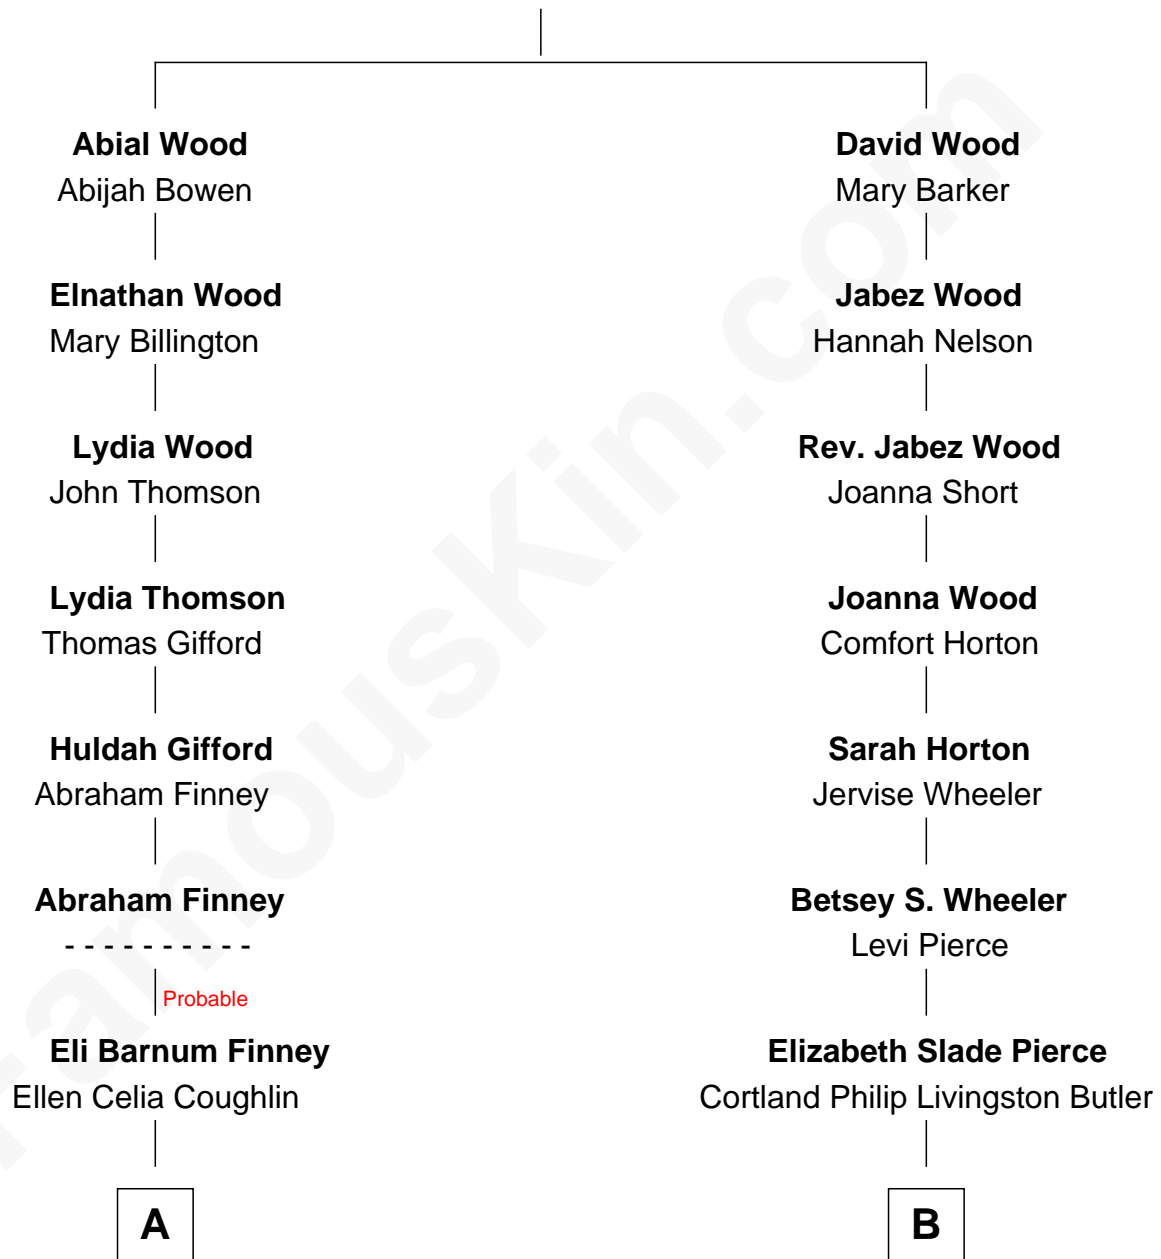 Abial Wood
Abijah Bowen
David Wood
Mary Barker
Elnathan Wood
Mary Billington
Jabez Wood
Hannah Nelson
Lydia Wood
John Thomson
Rev. Jabez Wood
Joanna Short
Lydia Thomson
Thomas Gifford
Joanna Wood
Comfort Horton
Huldah Gifford
Abraham Finney
Sarah Horton
Jervise Wheeler
Abraham Finney
- - - - - - - - - -
Betsey S. Wheeler
Levi Pierce
Probable
Eli Barnum Finney
Ellen Celia Coughlin
Elizabeth Slade Pierce
Cortland Philip Livingston Butler
A
B
FamousKin.com